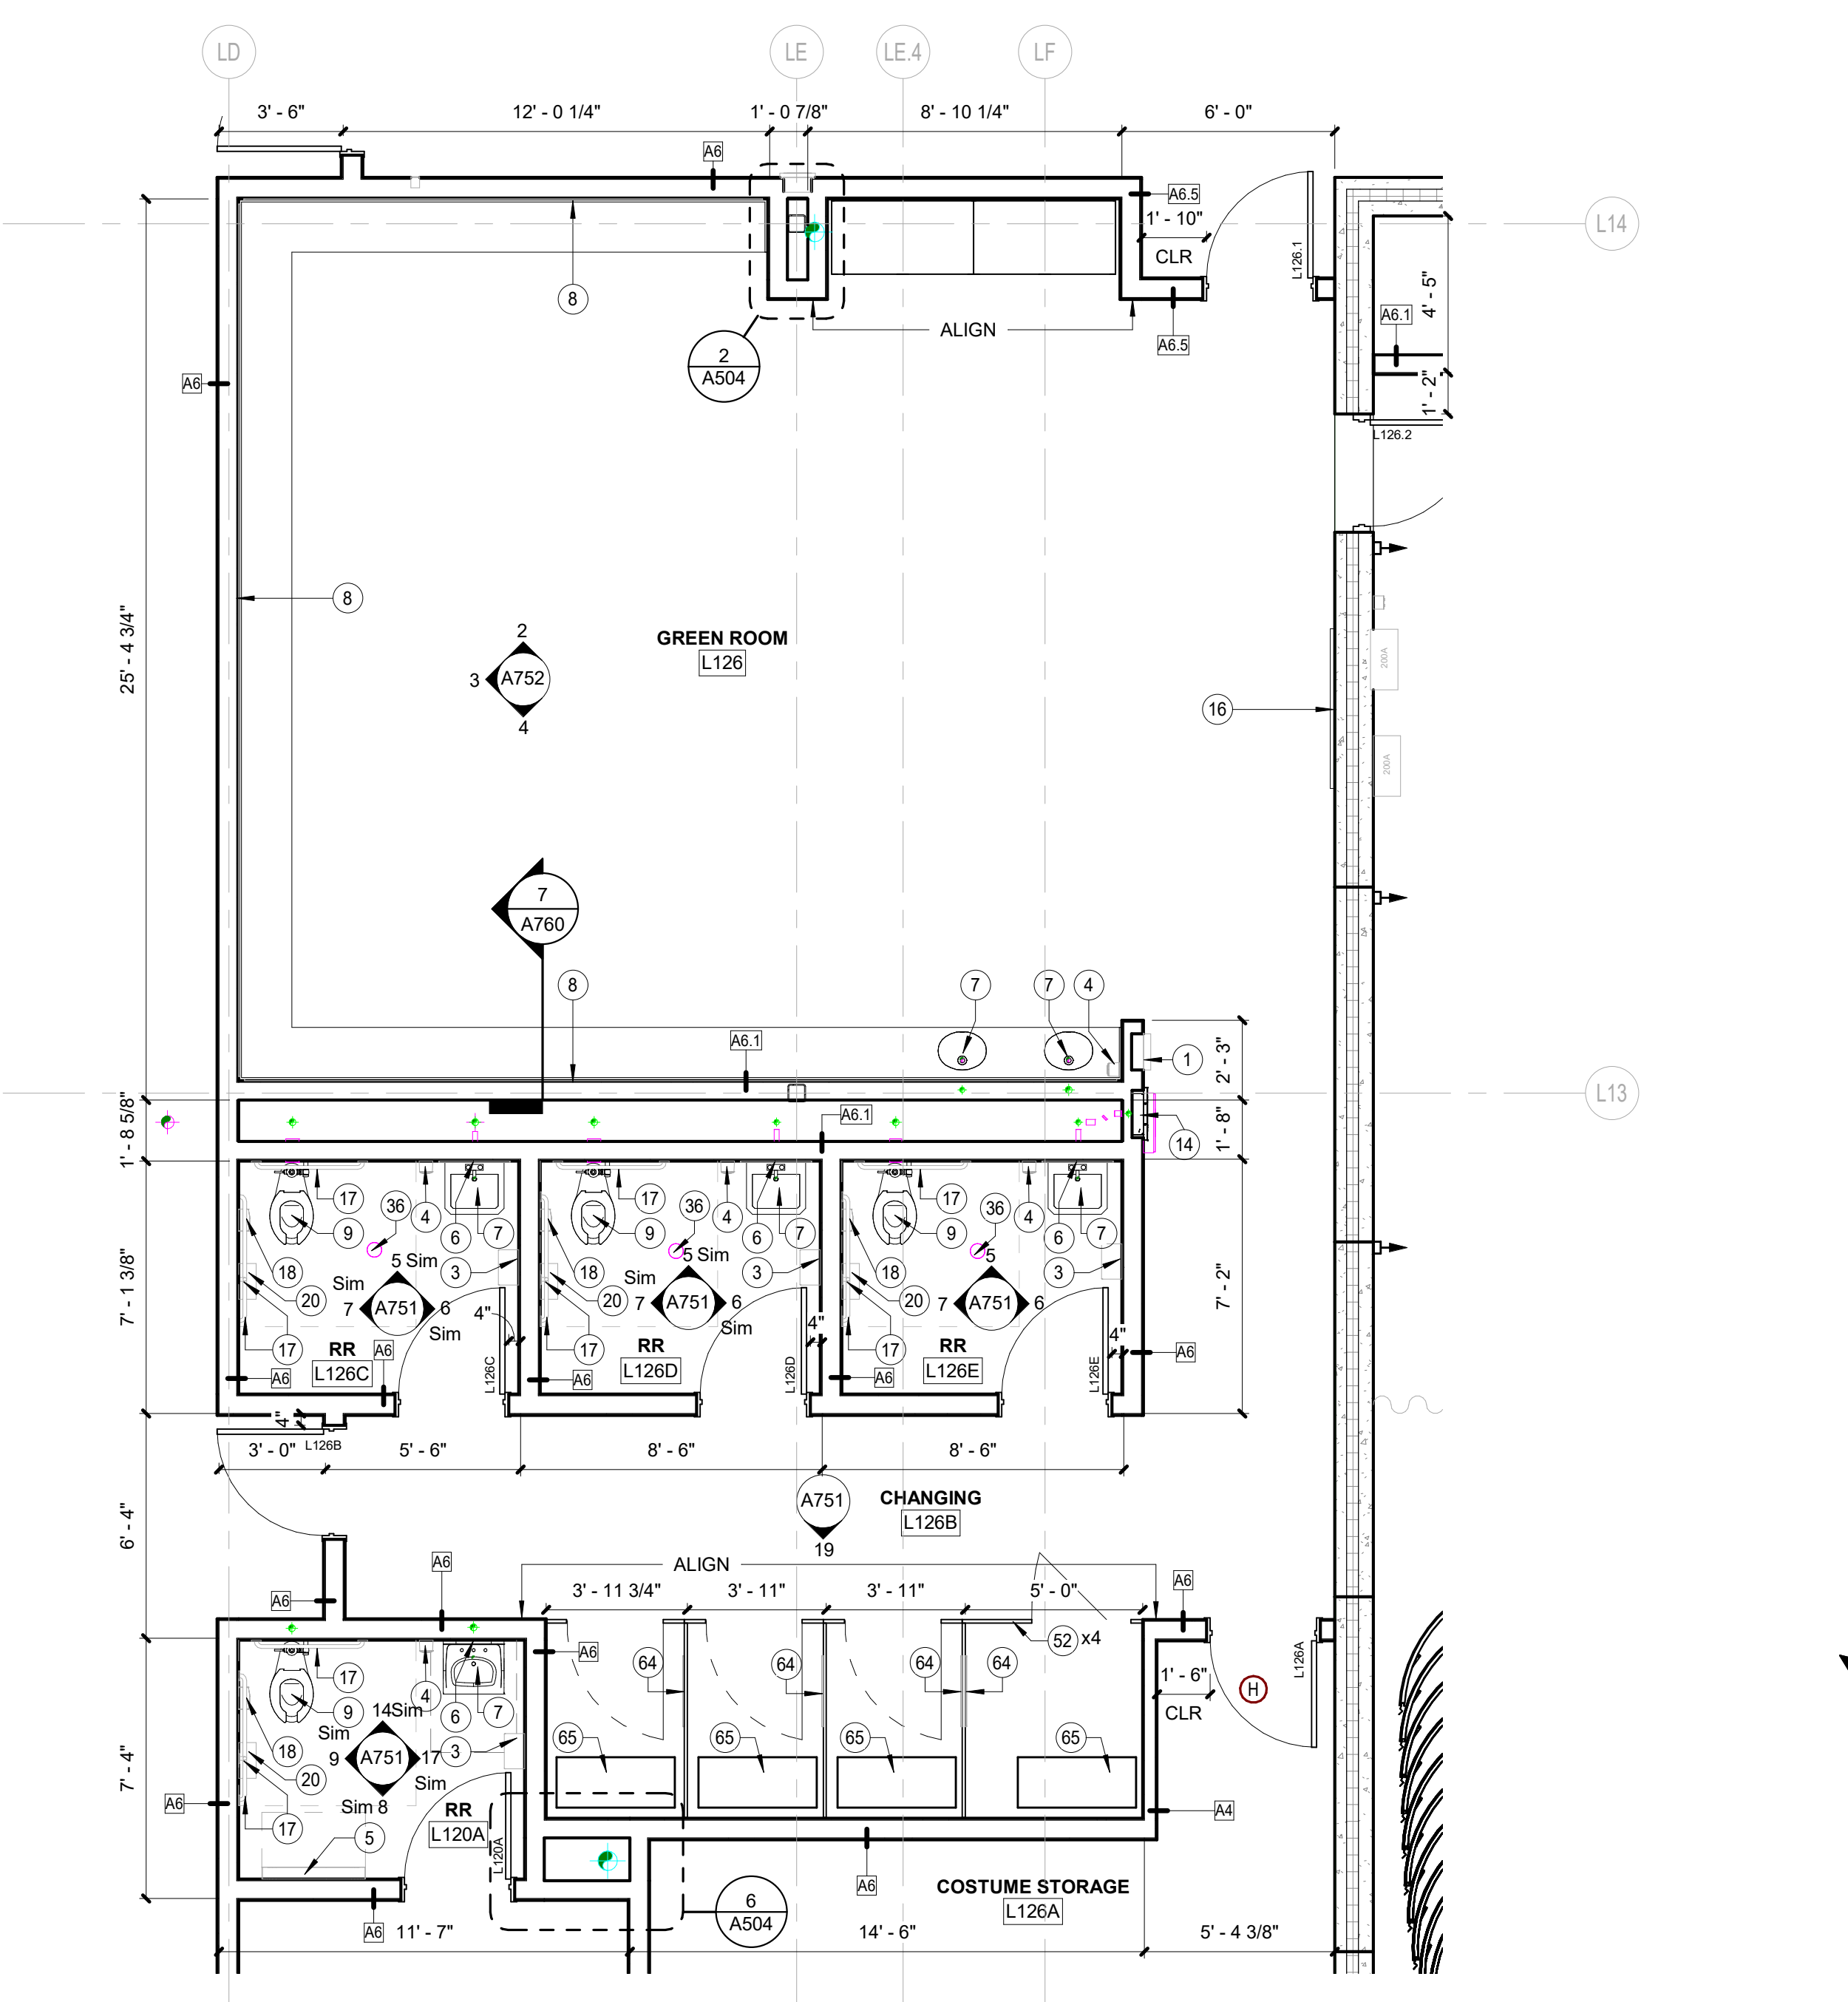 LD
LE
LE.4
LF
3' - 6"
12' - 0 1/4"
1' - 0 7/8"
8' - 10 1/4"
6' - 0"
A6
A6.5
1' - 10"
CLR
L126.1
L14
4' - 5"
A6.1
8
ALIGN
A6.5
2
A504
A6
1' - 2"
L126.2
25' - 4 3/4"
8
2
3
A752
4
GREEN ROOM
L126
200A
16
200A
7
A760
8
7
7
4
A6.1
1
2' - 3"
L13
1' - 8 5/8"
A6.1
14
1' - 8"
17
36
4
9
6
7
5 Sim
18
3
Sim
20
7
A751
6
Sim
4"
17
RR
A6
L126C
A6
L126C
17
36
4
9
6
7
5 Sim
18
3
Sim
20
7
A751
6
Sim
4"
17
RR
L126D
A6
L126D
17
36
4
9
6
7
5
18
3
20
7
A751
6
4"
17
RR
L126E
A6
L126E
A6
7' - 1 3/8"
7' - 2"
4"
3' - 0"
L126B
5' - 6"
8' - 6"
8' - 6"
6' - 4"
A751
19
CHANGING
L126B
A6
ALIGN
3' - 11 3/4"
3' - 11"
3' - 11"
5' - 0"
A6
A6
52 x4
A6
64
64
64
64
L126A
1' - 6"
CLR
H
17
4
9
6
7
14Sim
Sim
18
9
A751
17
3
Sim
20
Sim 8
17
5
RR
L120A
L120A
65
65
65
65
7' - 4"
A6
A4
A6
A6
COSTUME STORAGE
L126A
6
A504
11' - 7"
14' - 6"
5' - 4 3/8"